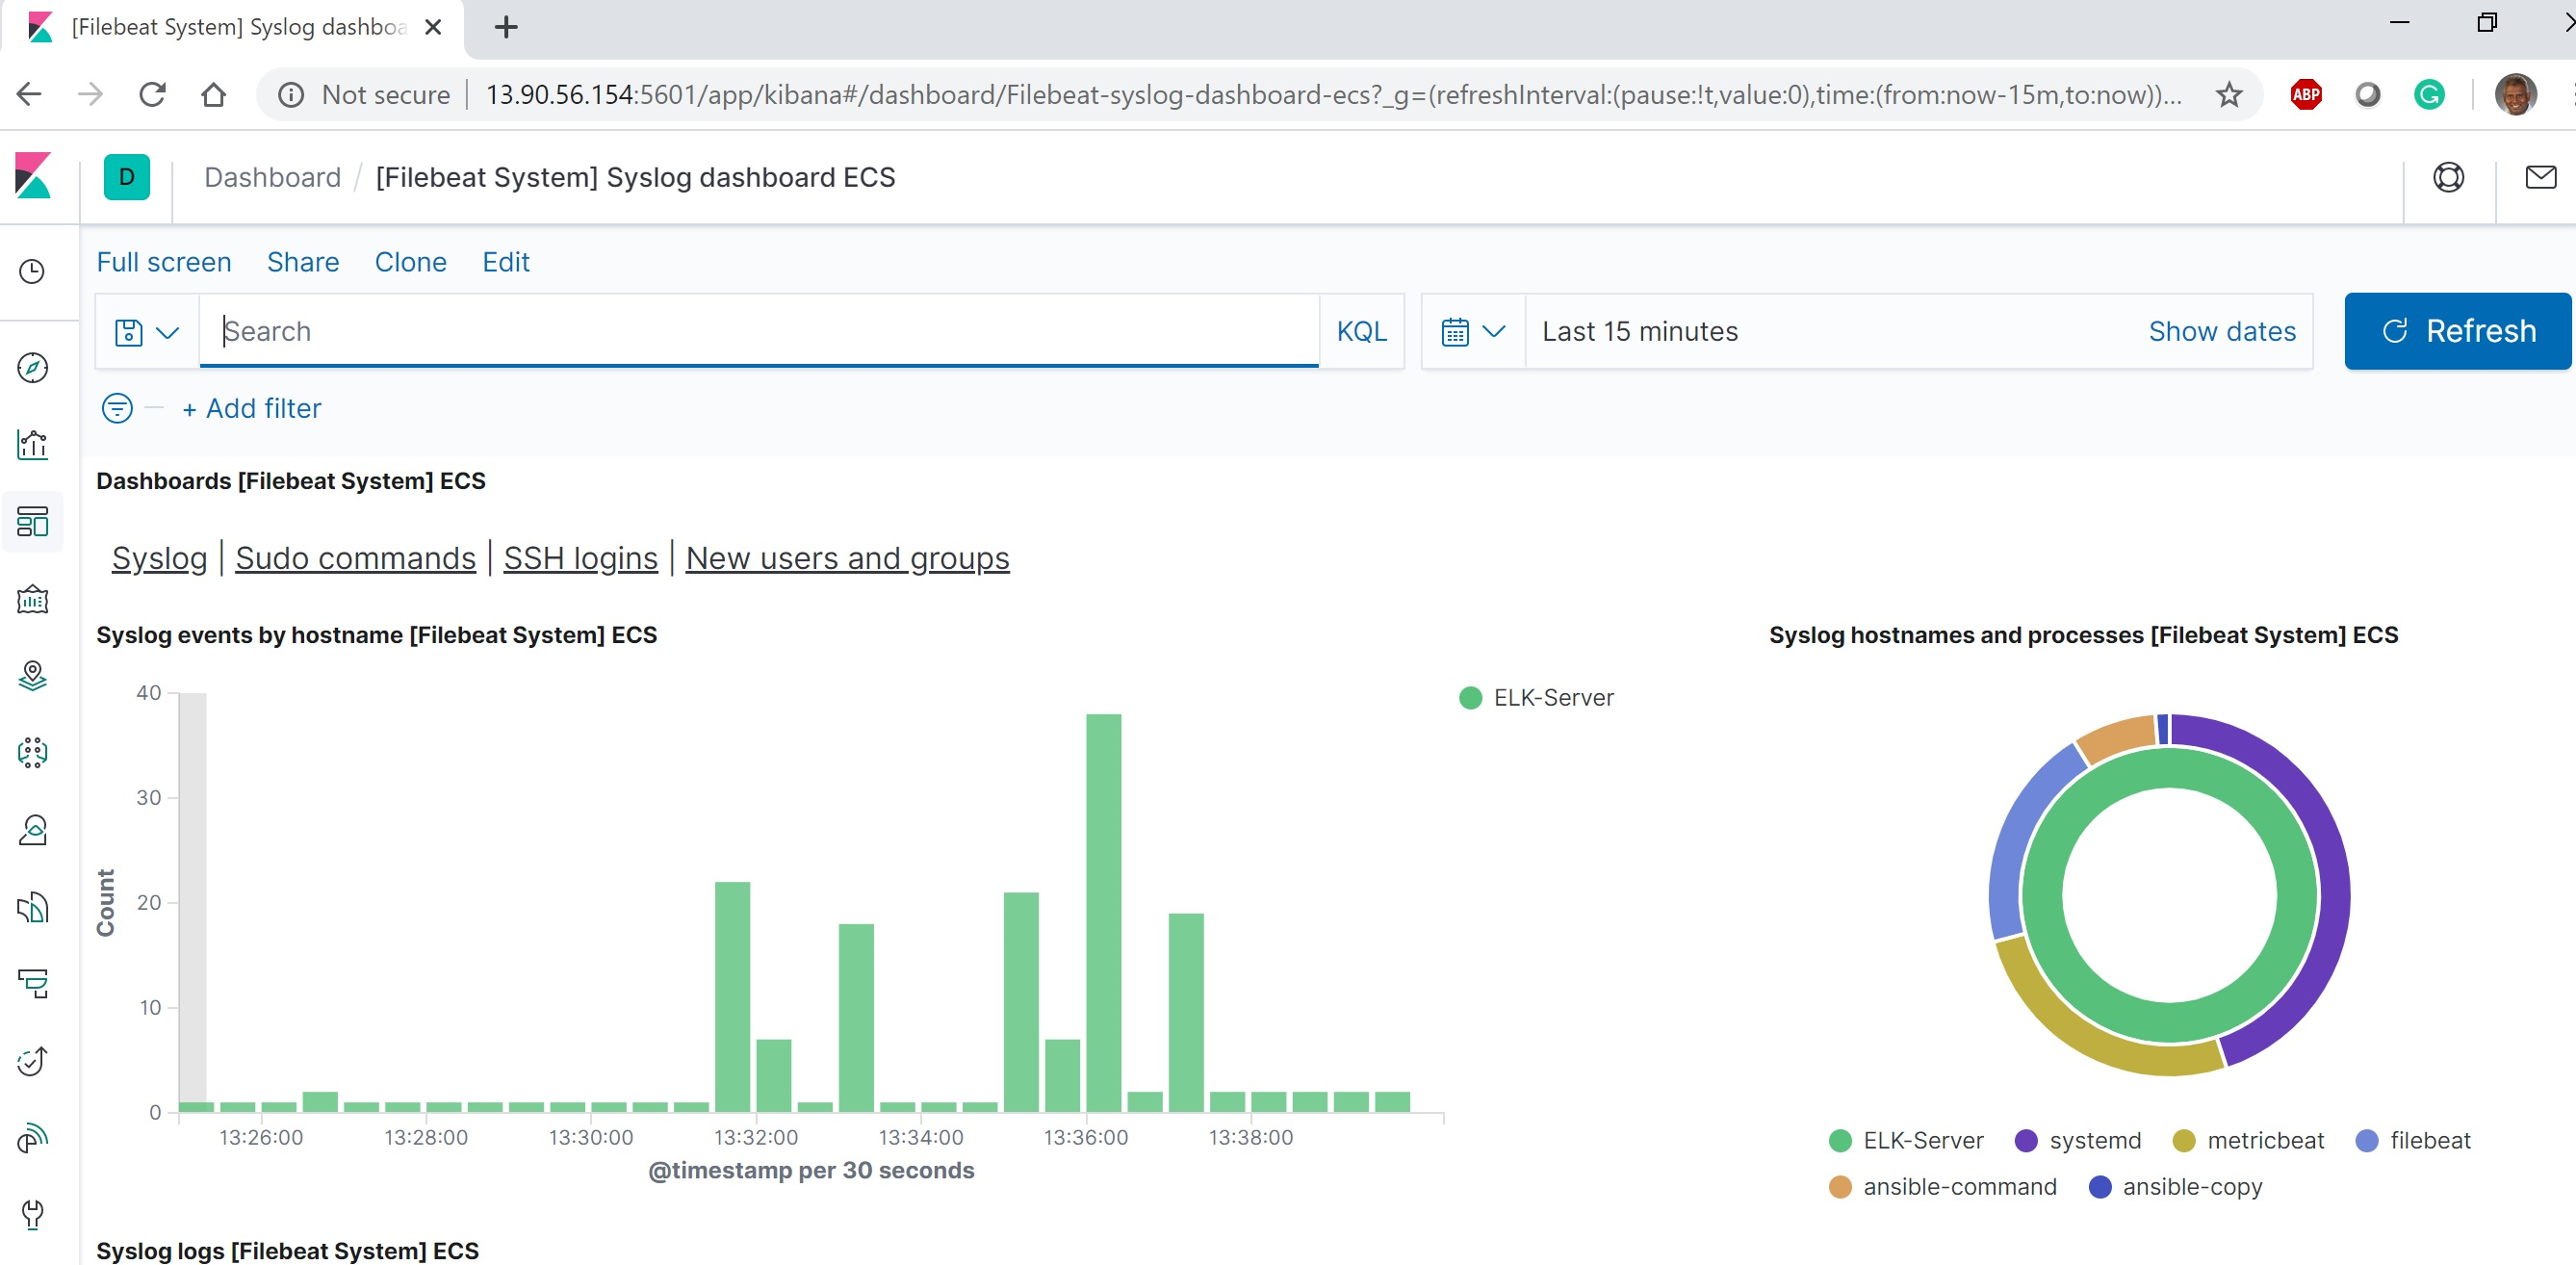 [Filebeat System] Syslog dashboa
Not secure 13.90.56.154:5601/app/kibana#/dashboard/Filebeat-syslog-dashboard-ecs?_g=(refreshInterval:(pause:!t,value:0),time:(from:now-15m,to:now))...
ABP
G
D Dashboard / [Filebeat System] Syslog dashboard ECS
Full screen Share Clone Edit
Search KQL Last 15 minutes Show dates Refresh
+ Add filter
Dashboards [Filebeat System] ECS
Syslog | Sudo commands | SSH logins | New users and groups
Syslog events by hostname [Filebeat System] ECS
40
30
20
10
0
Count
13:26:00 13:28:00 13:30:00 13:32:00 13:34:00 13:36:00 13:38:00
@timestamp per 30 seconds
ELK-Server
Syslog hostnames and processes [Filebeat System] ECS
ELK-Server systemd metricbeat filebeat
ansible-command ansible-copy
Syslog logs [Filebeat System] ECS